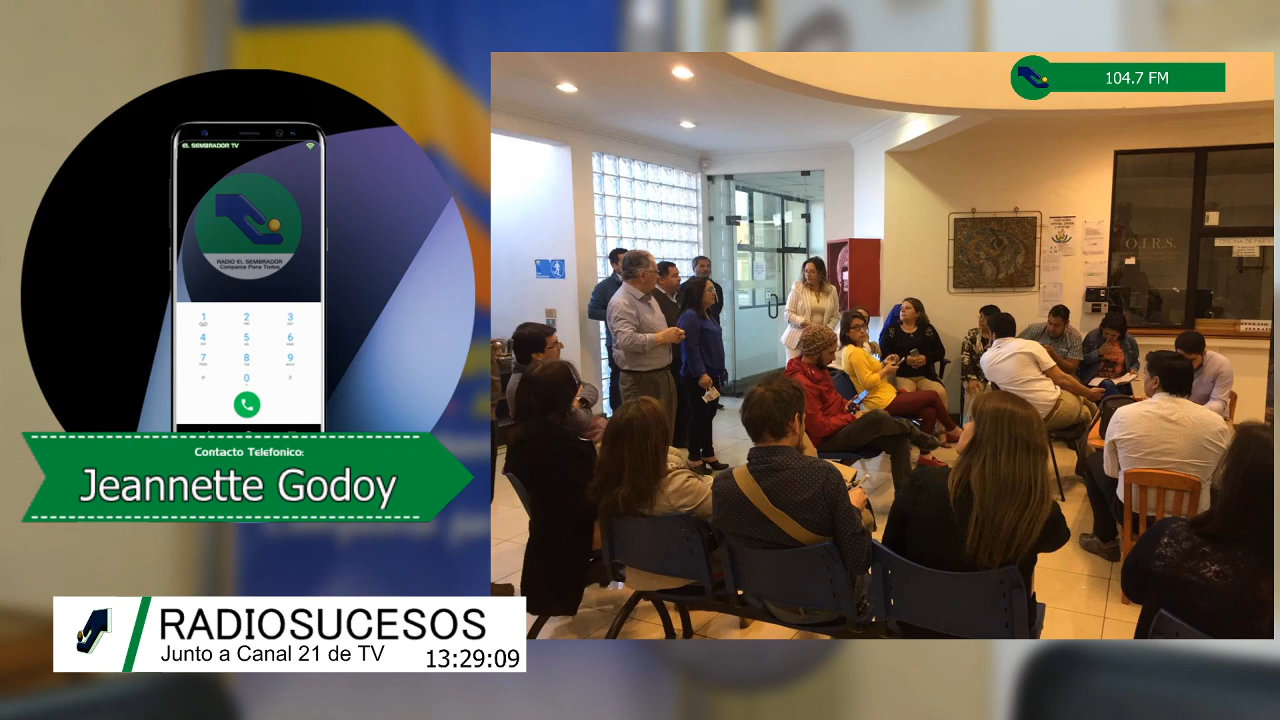 104.7 FM
EL SEMBRADOR TV
RADIO EL SEMBRADOR
Compania Para Todos
1 2 3
4 5 6
7 8 9
* 0 #
Contacto Telefonico:
Jeannette Godoy
O.I.R.S.
RADIOSUCESOS
Junto a Canal 21 de TV
13:29:09